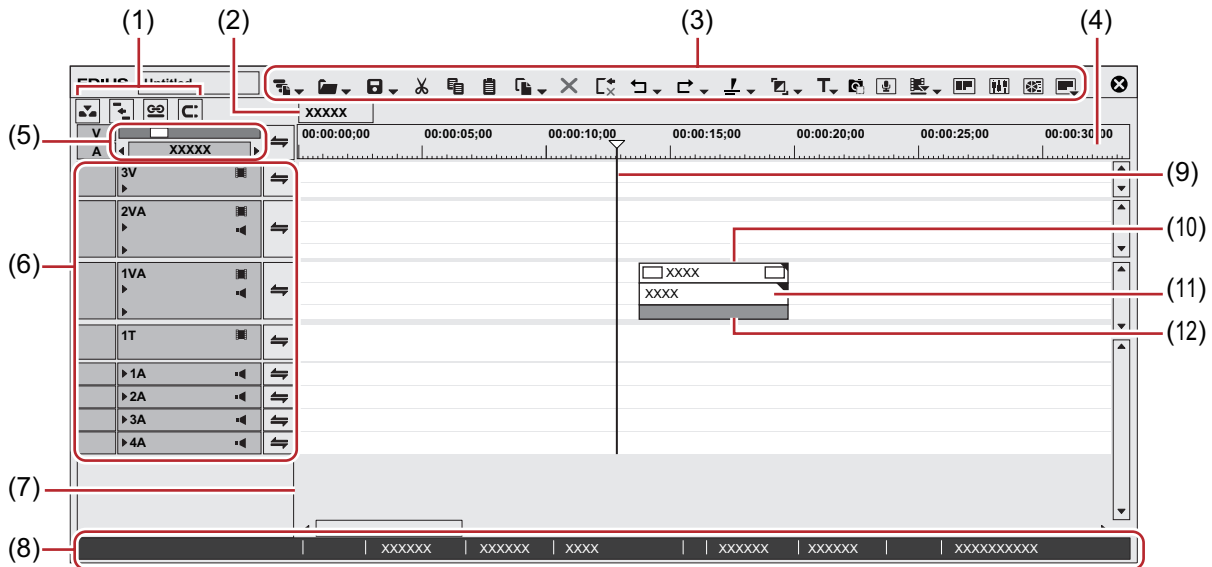 (1)
(2)
(3)
(4)
EDIUS Untitled
XXXXX
(5)
V
A
XXXXX
00:00:00;00 00:00:05;00 00:00:10;00 00:00:15;00 00:00:20;00 00:00:25;00 00:00:30;00
(6)
3V
2VA
1VA
1T
1A
2A
3A
4A
(9)
(10)
XXXX
(11)
XXXX
(12)
(7)
(8)
XXXXXX XXXXXX XXXX XXXXXX XXXXXX XXXXXXXXXX